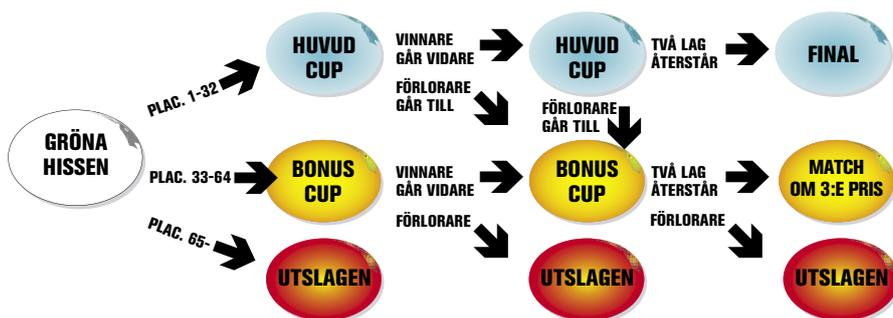 HUVUD
CUP
VINNARE
GÅR VIDARE
HUVUD
CUP
TVÅ LAG
ÅTERSTÅR
FINAL
PLAC. 1-32
FÖRLORARE
GÅR TILL
FÖRLORARE
GÅR TILL
GRÖNA
HISSEN
PLAC. 33-64
BONUS
CUP
VINNARE
GÅR VIDARE
BONUS
CUP
TVÅ LAG
ÅTERSTÅR
MATCH
OM 3:E PRIS
PLAC. 65-
FÖRLORARE
FÖRLORARE
UTSLAGEN
UTSLAGEN
UTSLAGEN